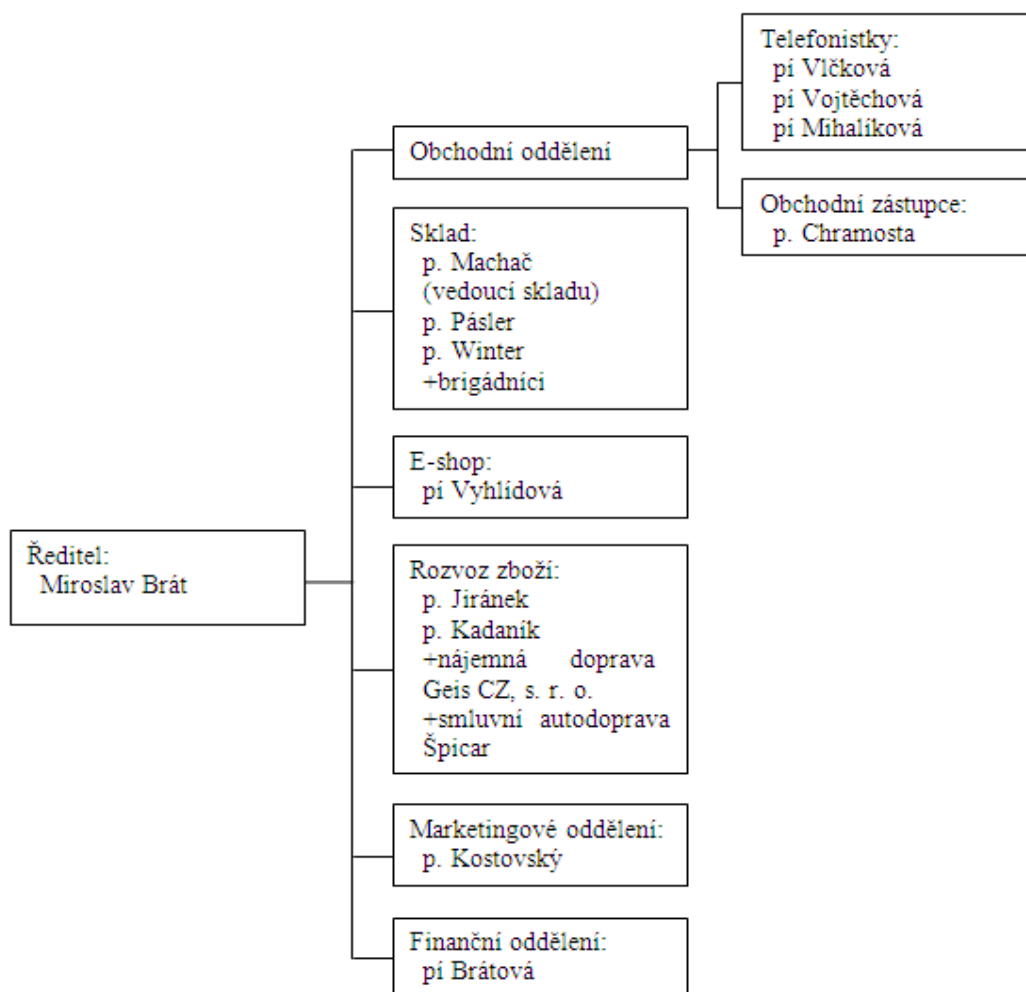 Telefonistky:
pí Vlčková
pí Vojtěchová
pí Mihalíková
Obchodní oddělení
Obchodní zástupce:
p. Chramosta
Sklad:
p. Machač
(vedoucí skladu)
p. Pásler
p. Winter
+brigádníci
E-shop:
pí Vyhlídová
Ředitel:
Miroslav Brát
Rozvoz zboží:
p. Jiránek
p. Kadaník
+nájemná doprava
Geis CZ, s. r. o.
+smluvní autodoprava
Špicar
Marketingové oddělení:
p. Kostovský
Finanční oddělení:
pí Brátová